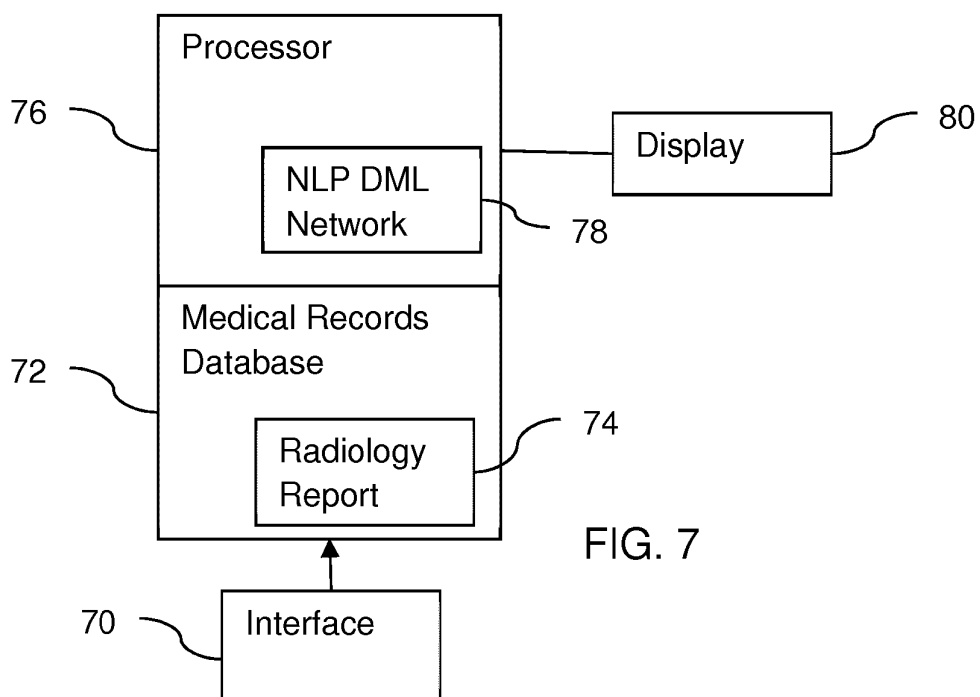 Processor
76
80
Display
NLP DML
Network
78
Medical Records
Database
72
74
Radiology
Report
FIG. 7
70
Interface